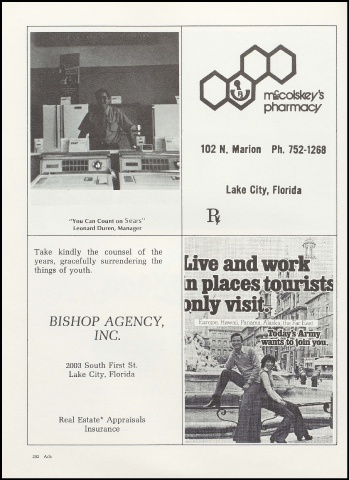 "You Can Count on Sears"
Leonard Duren, Manager
mccolskey's
pharmacy
102 N. Marion Ph. 752-1268
Lake City, Florida
Rx
Take kindly the counsel of the
years, gracefully surrendering the
things of youth.
BISHOP AGENCY,
INC.
2003 South First St.
Lake City, Florida
Real Estate* Appraisals
Insurance
Live and work
in places tourists
only visit.
Europe, Hawaii, Panama, Alaska, the Far East
Today's Army
wants to join you.
282 Ads